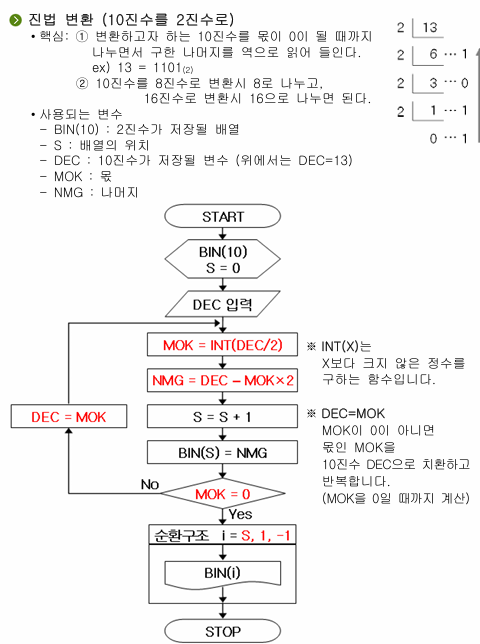 진법 변환 (10진수를 2진수로)
• 핵심: ① 변환하고자 하는 10진수를 몫이 0이 될 때까지
나누면서 구한 나머지를 역으로 읽어 들인다.
ex) 13 = 1101(2)
② 10진수를 8진수로 변환시 8로 나누고,
16진수로 변환시 16으로 나누면 된다.
2 13
2 6 ··· 1
2 3 ··· 0
2 1 ··· 1
0 ··· 1
• 사용되는 변수
- BIN(10) : 2진수가 저장될 배열
- S : 배열의 위치
- DEC : 10진수가 저장될 변수 (위에서는 DEC=13)
- MOK : 몫
- NMG : 나머지
START
BIN(10)
S = 0
DEC 입력
MOK = INT(DEC/2)
NMG = DEC – MOK×2
DEC = MOK
S = S + 1
BIN(S) = NMG
No
MOK = 0
Yes
순환구조 i = S, 1, -1
BIN(i)
STOP
※ INT(X)는
X보다 크지 않은 정수를
구하는 함수입니다.
※ DEC=MOK
MOK이 0이 아니면
몫인 MOK을
10진수 DEC으로 치환하고
반복합니다.
(MOK을 0일 때까지 계산)